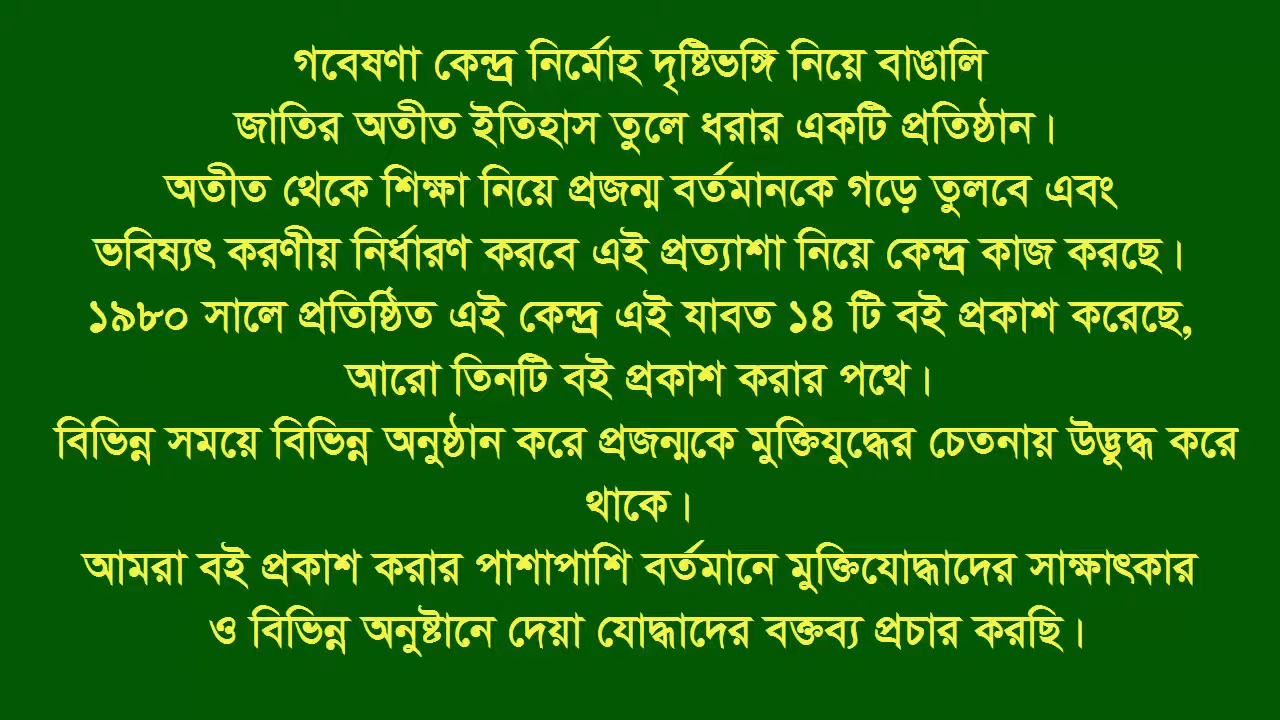 গবেষণা কেন্দ্র নির্মোহ দৃষ্টিভঙ্গি নিয়ে বাঙালি
জাতির অতীত ইতিহাস তুলে ধরার একটি প্রতিষ্ঠান।
অতীত থেকে শিক্ষা নিয়ে প্রজন্ম বর্তমানকে গড়ে তুলবে এবং
ভবিষ্যৎ করণীয় নির্ধারণ করবে এই প্রত্যাশা নিয়ে কেন্দ্র কাজ করছে।
১৯৮০ সালে প্রতিষ্ঠিত এই কেন্দ্র এই যাবত ১৪ টি বই প্রকাশ করেছে,
আরো তিনটি বই প্রকাশ করার পথে।
বিভিন্ন সময়ে বিভিন্ন অনুষ্ঠান করে প্রজন্মকে মুক্তিযুদ্ধের চেতনায় উদ্ভুদ্ধ করে
থাকে।
আমরা বই প্রকাশ করার পাশাপাশি বর্তমানে মুক্তিযোদ্ধাদের সাক্ষাৎকার
ও বিভিন্ন অনুষ্টানে দেয়া যোদ্ধাদের বক্তব্য প্রচার করছি।